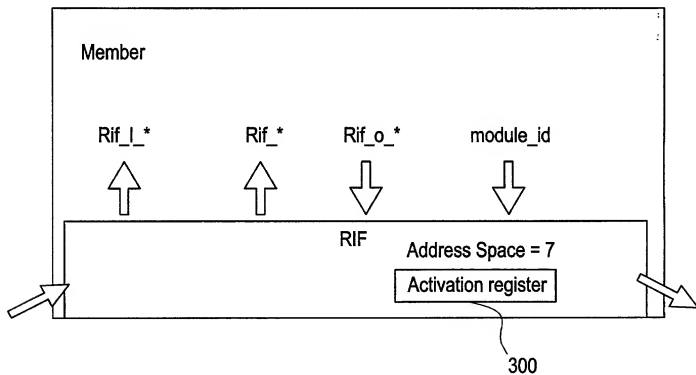 Member
Rif_I_* Rif_* Rif_o_* module_id
RIF
Address Space = 7
Activation register
300